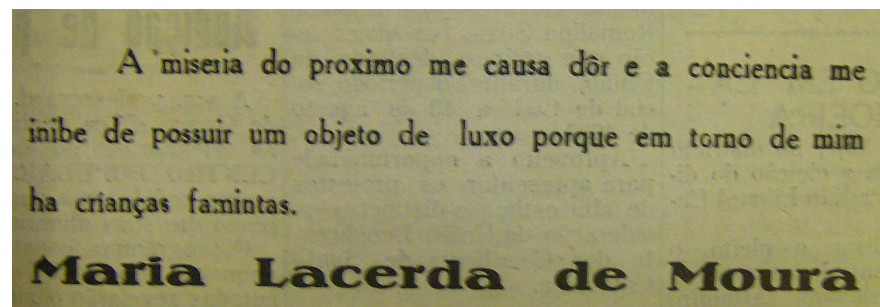 A miseria do proximo me causa dôr e a conciencia me
inibe de possuir um objeto de luxo porque em torno de mim
ha crianças famintas.
Maria Lacerda de Moura